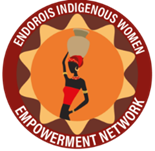 ENDOROIS INDIGENOUS WOMEN
EMPOWERMENT NETWORK